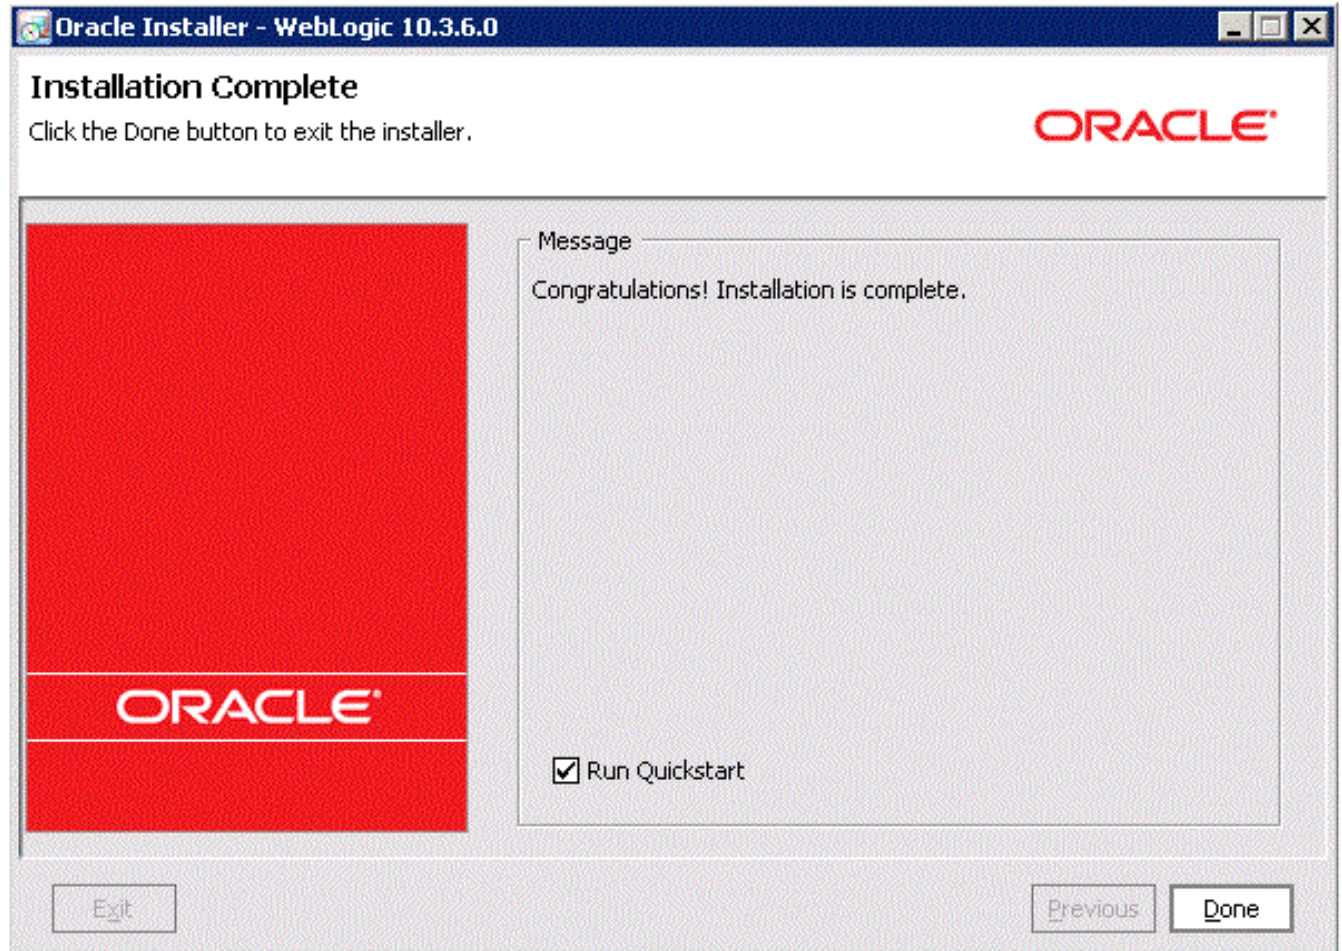 Oracle Installer - WebLogic 10.3.6.0
Installation Complete
Click the Done button to exit the installer.
ORACLE
Message
Congratulations! Installation is complete.
ORACLE
Run Quickstart
Exit
Previous
Done